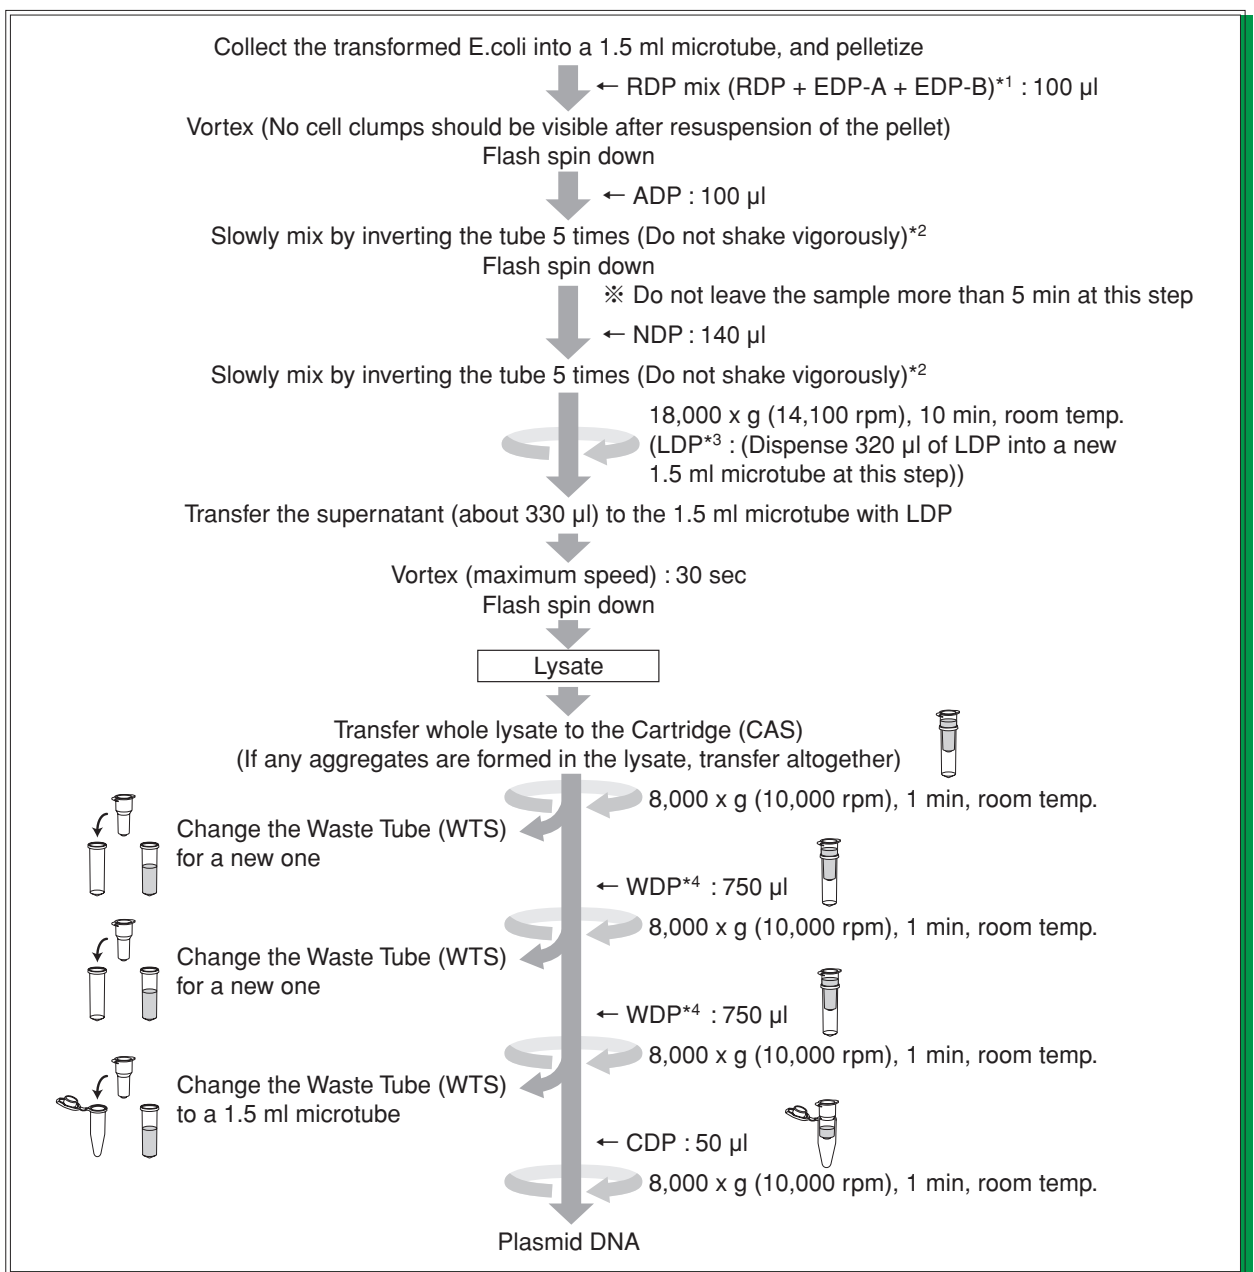 Collect the transformed E.coli into a 1.5 ml microtube, and pelletize
← RDP mix (RDP + EDP-A + EDP-B)*1 : 100 µl
Vortex (No cell clumps should be visible after resuspension of the pellet)
Flash spin down
← ADP : 100 µl
Slowly mix by inverting the tube 5 times (Do not shake vigorously)*2
Flash spin down
※ Do not leave the sample more than 5 min at this step
← NDP : 140 µl
Slowly mix by inverting the tube 5 times (Do not shake vigorously)*2
18,000 x g (14,100 rpm), 10 min, room temp.
(LDP*3 : (Dispense 320 µl of LDP into a new
1.5 ml microtube at this step))
Transfer the supernatant (about 330 µl) to the 1.5 ml microtube with LDP
Vortex (maximum speed) : 30 sec
Flash spin down
Lysate
Transfer whole lysate to the Cartridge (CAS)
(If any aggregates are formed in the lysate, transfer altogether)
8,000 x g (10,000 rpm), 1 min, room temp.
Change the Waste Tube (WTS)
for a new one
← WDP*4 : 750 µl
8,000 x g (10,000 rpm), 1 min, room temp.
Change the Waste Tube (WTS)
for a new one
← WDP*4 : 750 µl
8,000 x g (10,000 rpm), 1 min, room temp.
Change the Waste Tube (WTS)
to a 1.5 ml microtube
← CDP : 50 µl
8,000 x g (10,000 rpm), 1 min, room temp.
Plasmid DNA